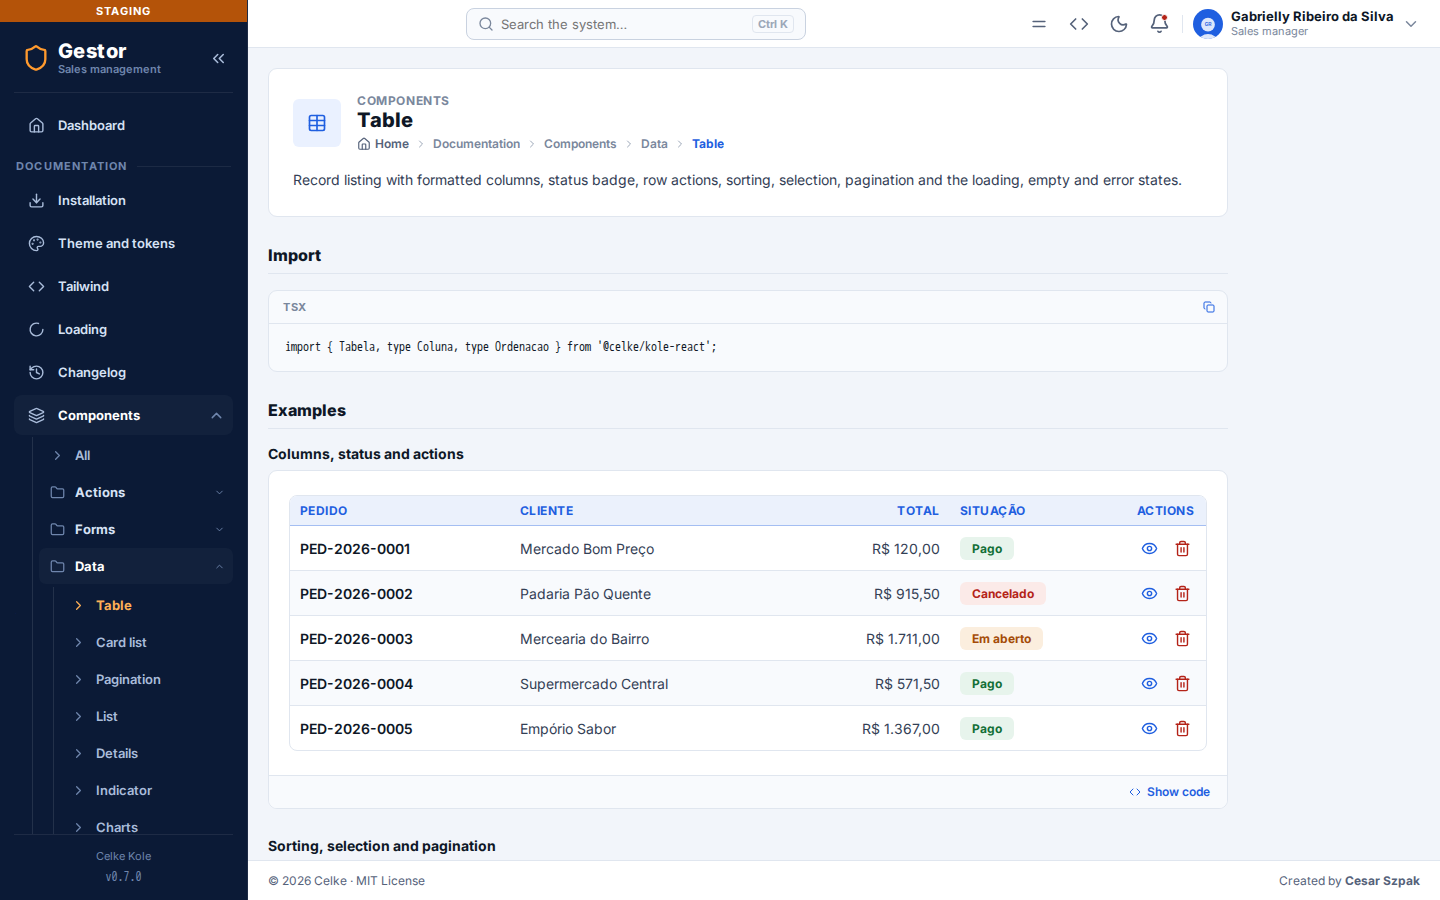 STAGING
Gestor
Sales management
Dashboard
DOCUMENTATION
Installation
Theme and tokens
Tailwind
Loading
Changelog
Components
All
Actions
Forms
Data
Table
Card list
Pagination
List
Details
Indicator
Charts
Celke Kole
v0.7.0
Search the system...
Ctrl K
GR
Gabrielly Ribeiro da Silva
Sales manager
COMPONENTS
Table
Home Documentation Components Data Table
Record listing with formatted columns, status badge, row actions, sorting, selection, pagination and the loading, empty and error states.
Import
TSX
import { Tabela, type Coluna, type Ordenacao } from '@celke/kole-react';
Examples
Columns, status and actions
PEDIDO CLIENTE TOTAL SITUAÇÃO ACTIONS
PED-2026-0001 Mercado Bom Preço R$ 120,00 Pago
PED-2026-0002 Padaria Pão Quente R$ 915,50 Cancelado
PED-2026-0003 Mercearia do Bairro R$ 1.711,00 Em aberto
PED-2026-0004 Supermercado Central R$ 571,50 Pago
PED-2026-0005 Empório Sabor R$ 1.367,00 Pago
Show code
Sorting, selection and pagination
© 2026 Celke · MIT License
Created by Cesar Szpak